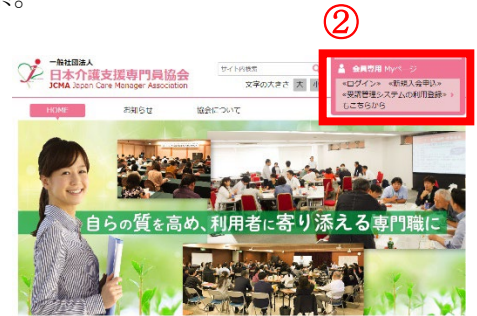 ②
一般社団法人
日本介護支援専門員協会
JCMA Japan Care Manager Association
サイト内検索
文字の大きさ 大 小
会員専用 Myページ
«ログイン» «新規入会申込»
«受講管理システムの利用登録»
もこちらから
HOME お知らせ 協会について
自らの質を高め、利用者に寄り添える専門職に